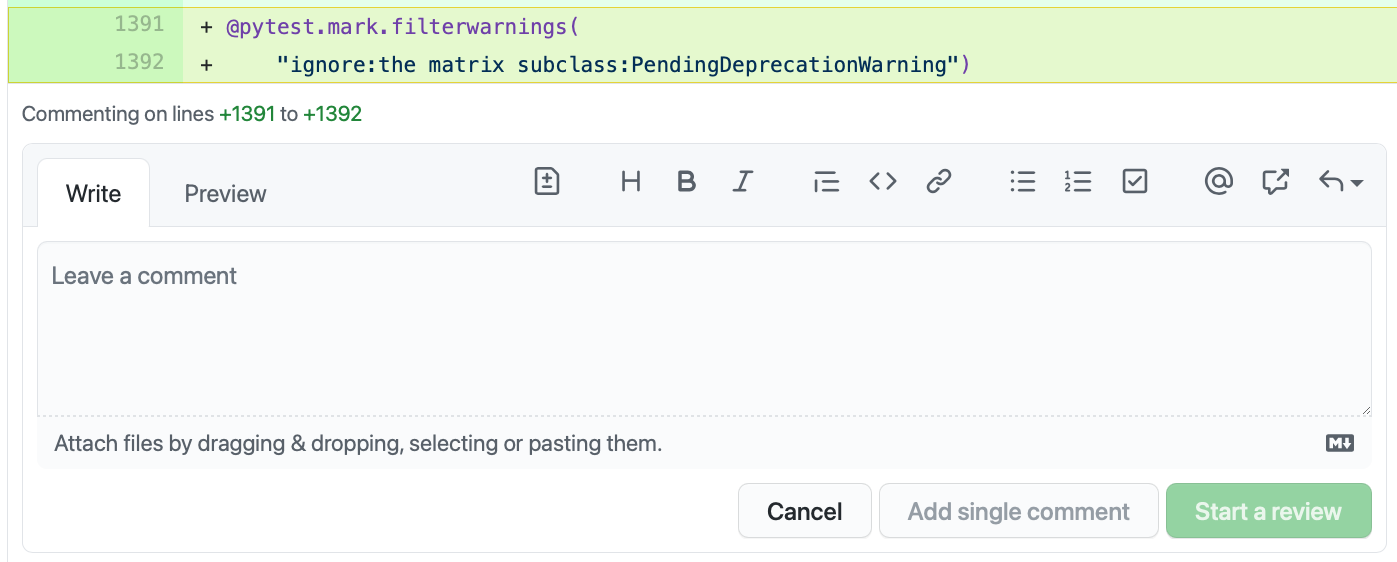 1391 + @pytest.mark.filterwarnings(
1392 + "ignore:the matrix subclass:PendingDeprecationWarning")
Commenting on lines +1391 to +1392
Write Preview
Leave a comment
Attach files by dragging & dropping, selecting or pasting them.
Cancel Add single comment Start a review